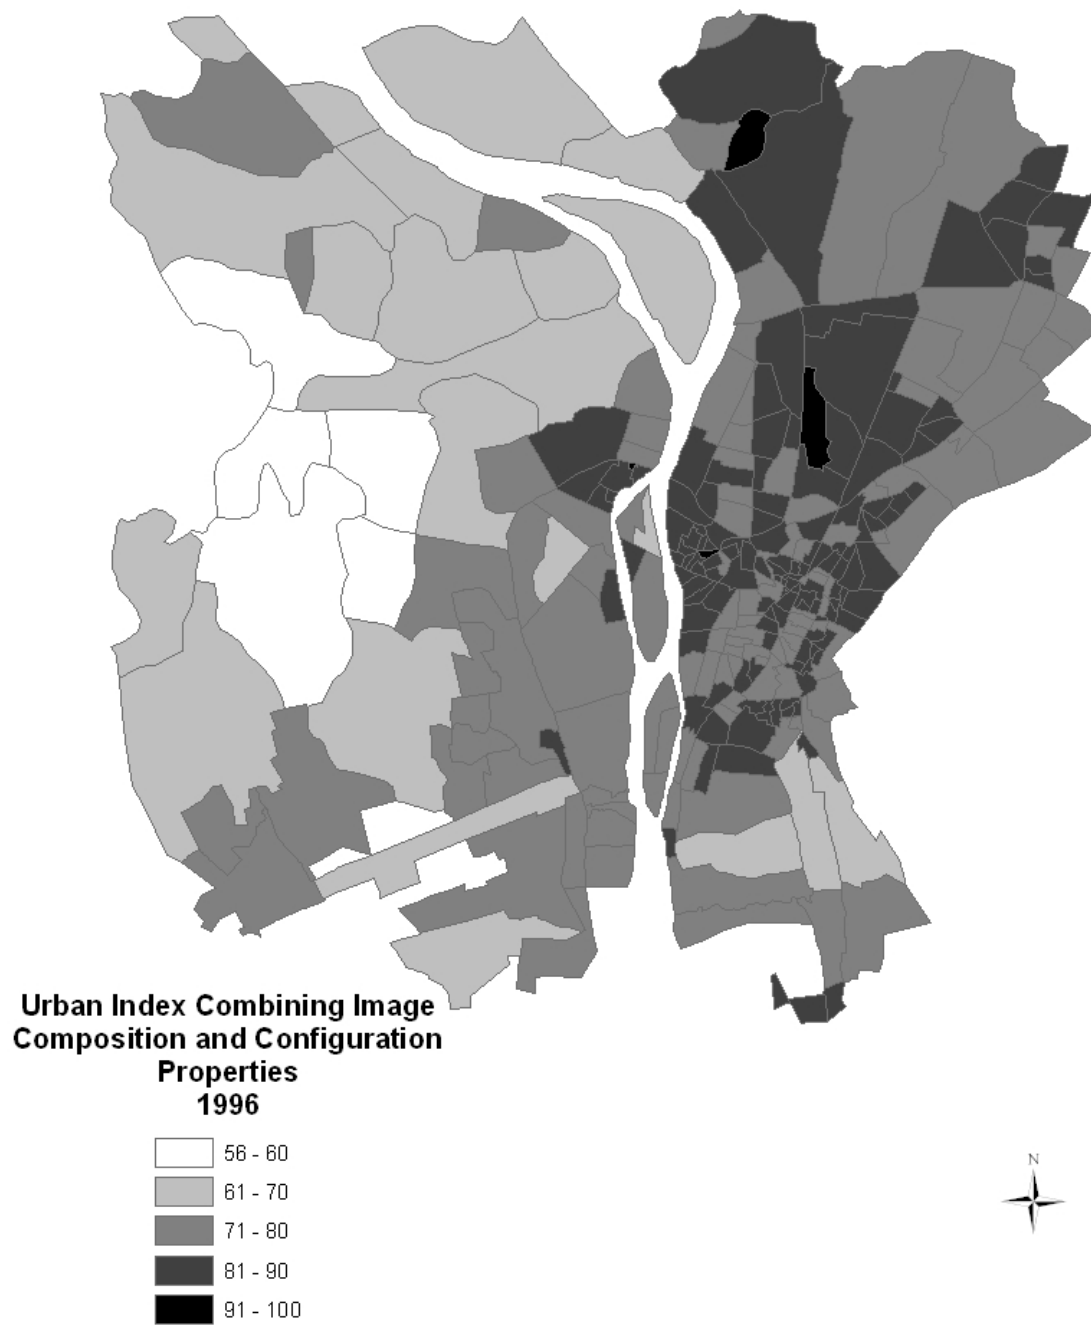 Urban Index Combining Image
Composition and Configuration
Properties
1996
56 - 60
61 - 70
71 - 80
81 - 90
91 - 100
N